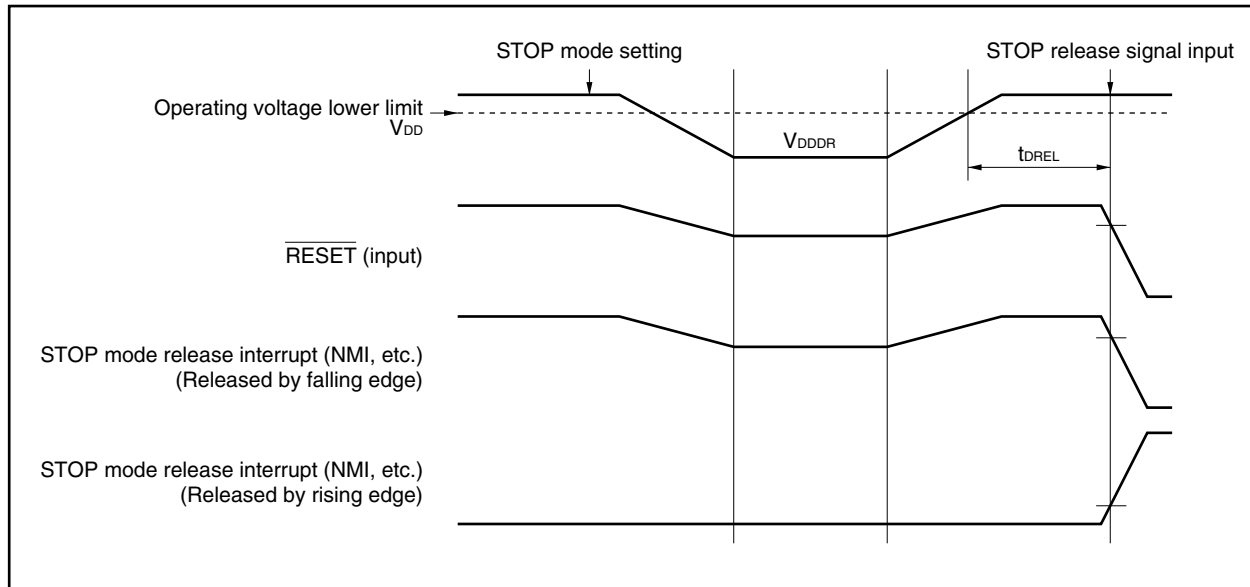 STOP mode setting
STOP release signal input
Operating voltage lower limit
VDD
VDDDR
tDREL
RESET (input)
STOP mode release interrupt (NMI, etc.)
(Released by falling edge)
STOP mode release interrupt (NMI, etc.)
(Released by rising edge)